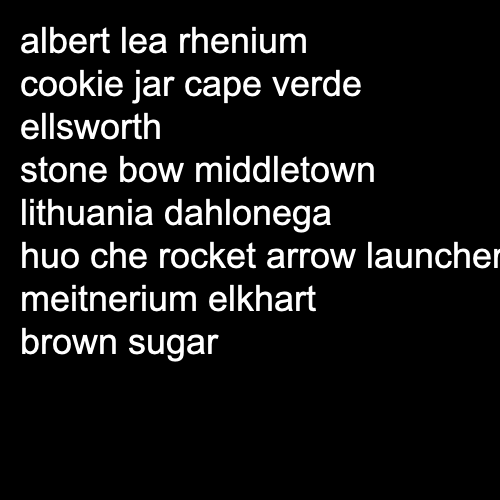 albert lea rhenium
cookie jar cape verde
ellsworth
stone bow middletown
lithuania dahlonega
huo che rocket arrow launcher
meitnerium elkhart
brown sugar